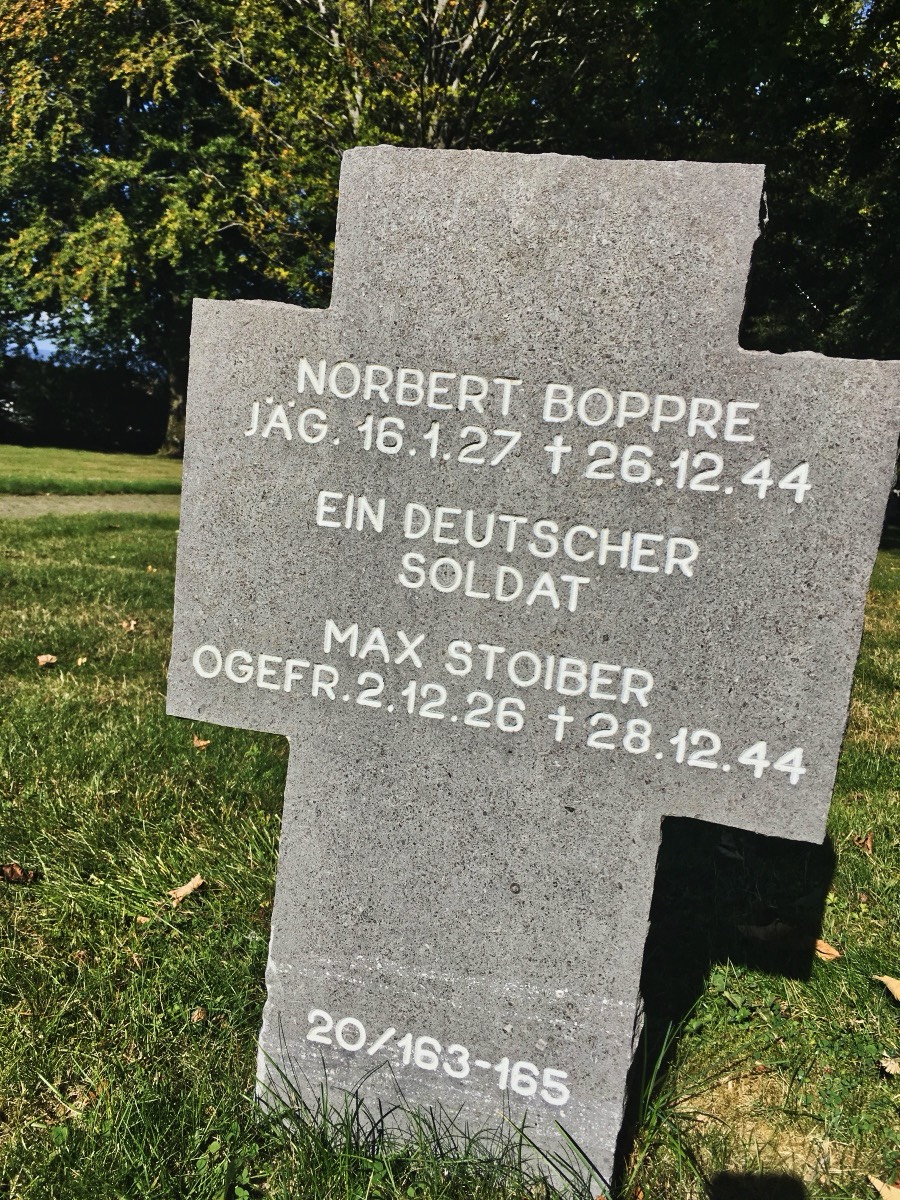 NORBERT BOPPRE
JÄG. 16.1.27 † 26.12.44
EIN DEUTSCHER
SOLDAT
MAX STOIBER
OGEFR. 2.12.26 † 28.12.44
20/163-165